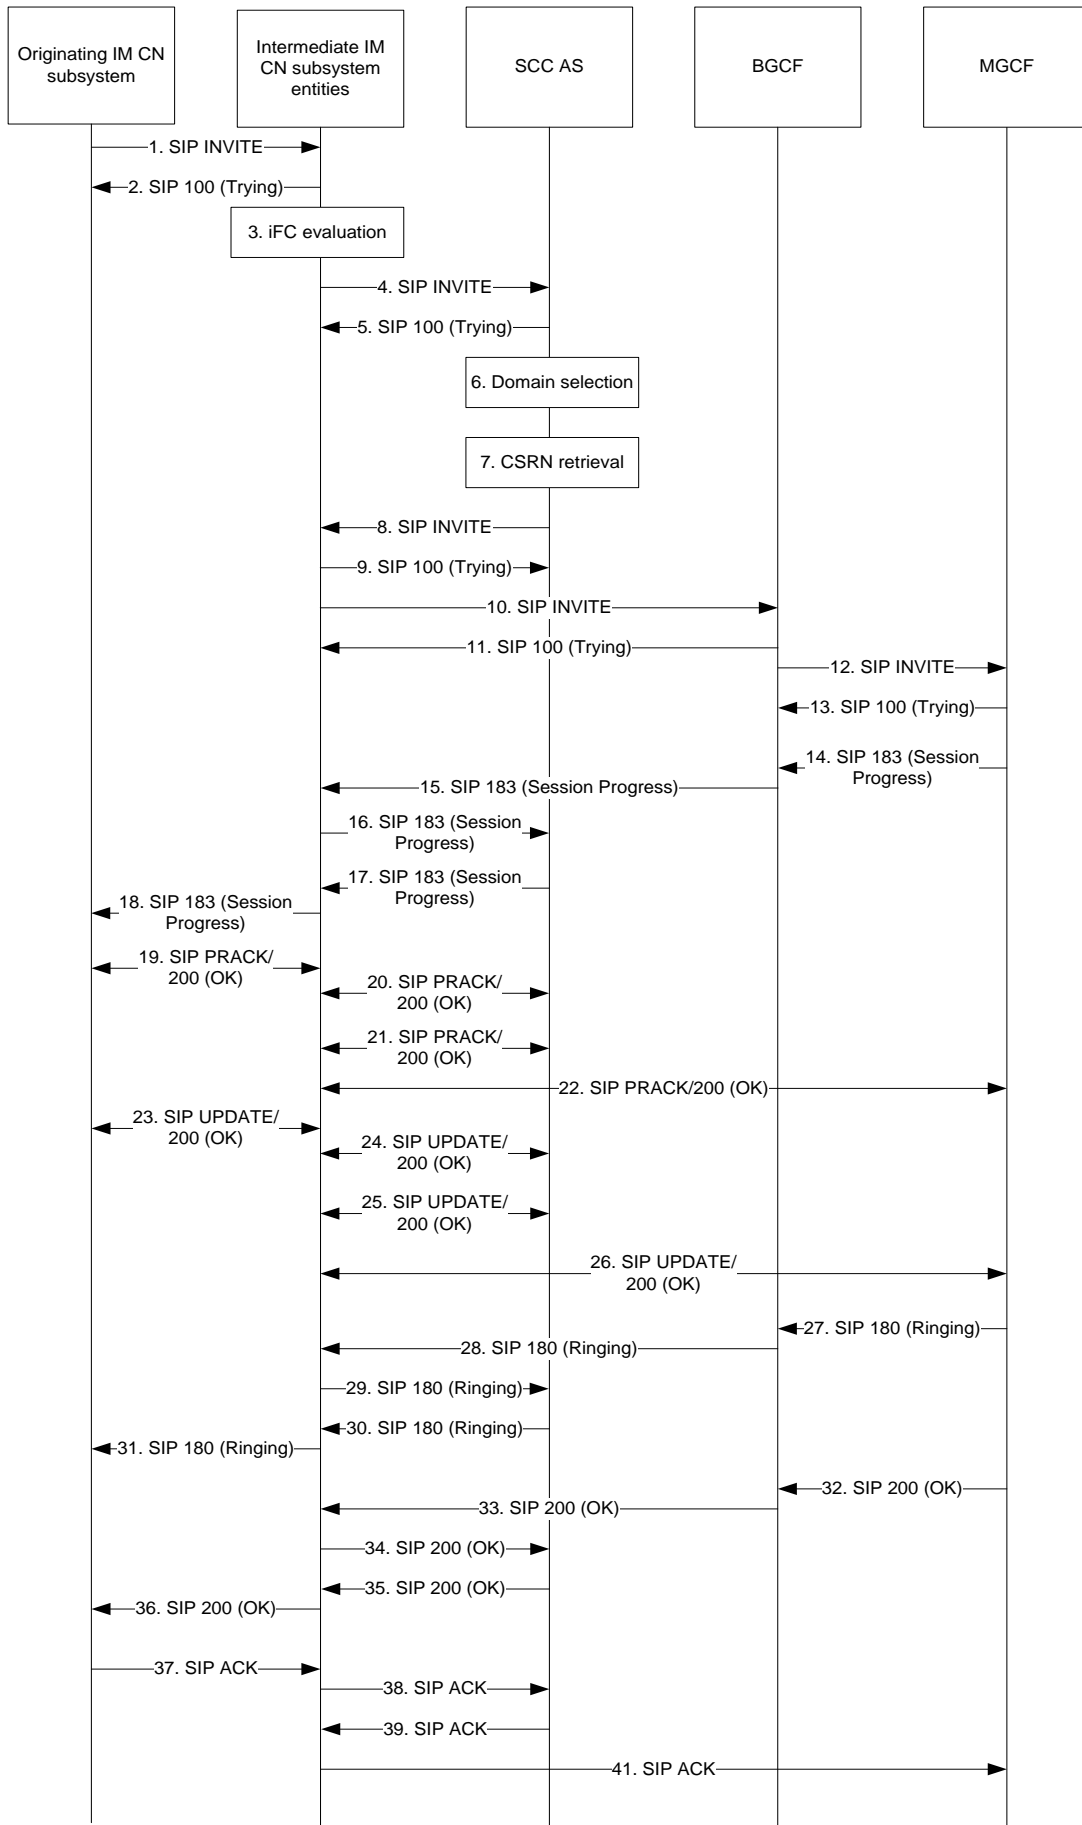 Originating IM CN
subsystem
Intermediate IM
CN subsystem
entities
SCC AS
BGCF
MGCF
1. SIP INVITE
2. SIP 100 (Trying)
3. iFC evaluation
4. SIP INVITE
5. SIP 100 (Trying)
6. Domain selection
7. CSRN retrieval
8. SIP INVITE
9. SIP 100 (Trying)
10. SIP INVITE
11. SIP 100 (Trying)
12. SIP INVITE
13. SIP 100 (Trying)
14. SIP 183 (Session
Progress)
15. SIP 183 (Session Progress)
16. SIP 183 (Session
Progress)
17. SIP 183 (Session
Progress)
18. SIP 183 (Session
Progress)
19. SIP PRACK/
200 (OK)
20. SIP PRACK/
200 (OK)
21. SIP PRACK/
200 (OK)
22. SIP PRACK/200 (OK)
23. SIP UPDATE/
200 (OK)
24. SIP UPDATE/
200 (OK)
25. SIP UPDATE/
200 (OK)
26. SIP UPDATE/
200 (OK)
27. SIP 180 (Ringing)
28. SIP 180 (Ringing)
29. SIP 180 (Ringing)
30. SIP 180 (Ringing)
31. SIP 180 (Ringing)
32. SIP 200 (OK)
33. SIP 200 (OK)
34. SIP 200 (OK)
35. SIP 200 (OK)
36. SIP 200 (OK)
37. SIP ACK
38. SIP ACK
39. SIP ACK
41. SIP ACK